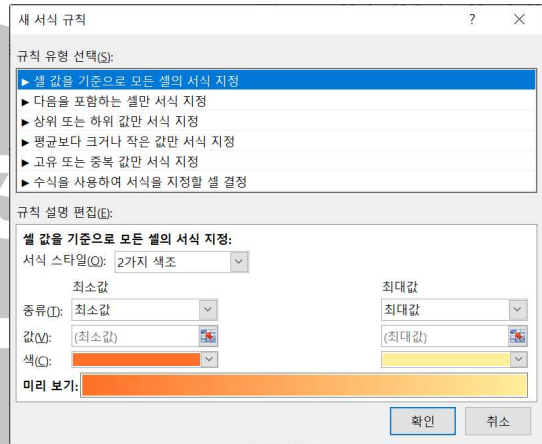 새 서식 규칙 ? ×
규칙 유형 선택(S):
► 셀 값을 기준으로 모든 셀의 서식 지정
► 다음을 포함하는 셀만 서식 지정
► 상위 또는 하위 값만 서식 지정
► 평균보다 크거나 작은 값만 서식 지정
► 고유 또는 중복 값만 서식 지정
► 수식을 사용하여 서식을 지정할 셀 결정
규칙 설명 편집(E):
셀 값을 기준으로 모든 셀의 서식 지정:
서식 스타일(O): 2가지 색조
최소값 최대값
종류(T): 최소값 최대값
값(V): (최소값) (최대값)
색(C):
미리 보기:
확인 취소